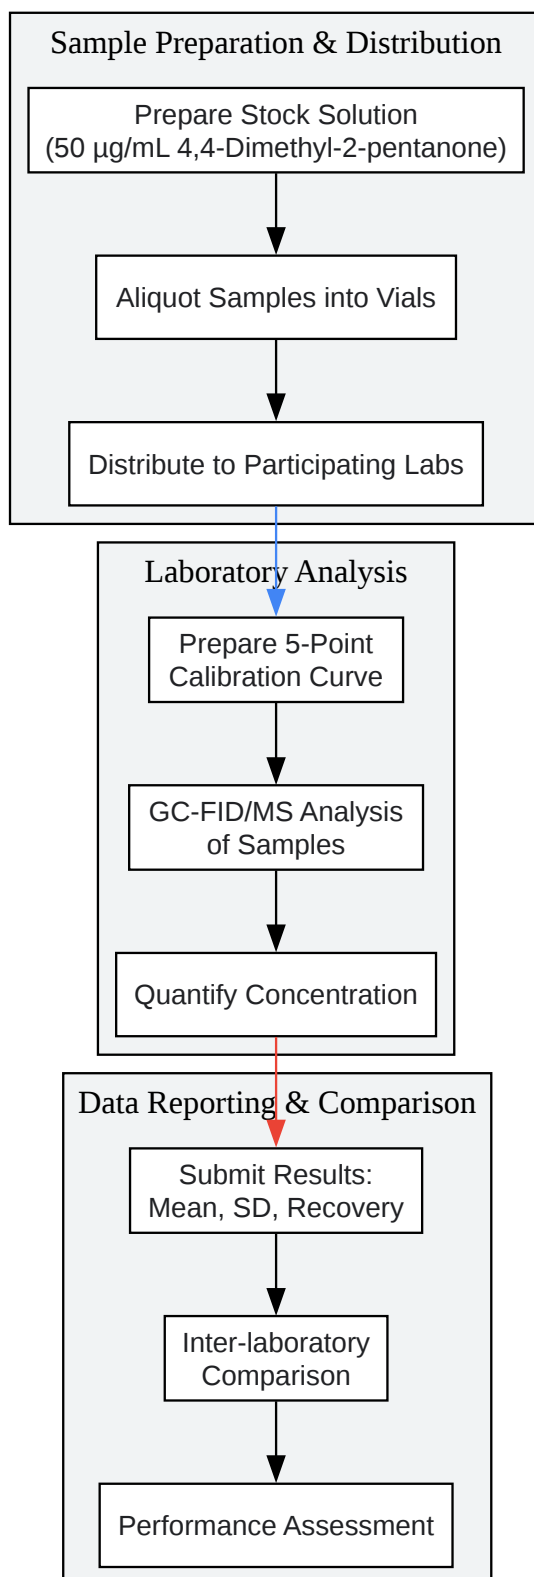 Sample Preparation & Distribution
Prepare Stock Solution
(50 µg/mL 4,4-Dimethyl-2-pentanone)
Aliquot Samples into Vials
Distribute to Participating Labs
Laboratory Analysis
Prepare 5-Point
Calibration Curve
GC-FID/MS Analysis
of Samples
Quantify Concentration
Data Reporting & Comparison
Submit Results:
Mean, SD, Recovery
Inter-laboratory
Comparison
Performance Assessment